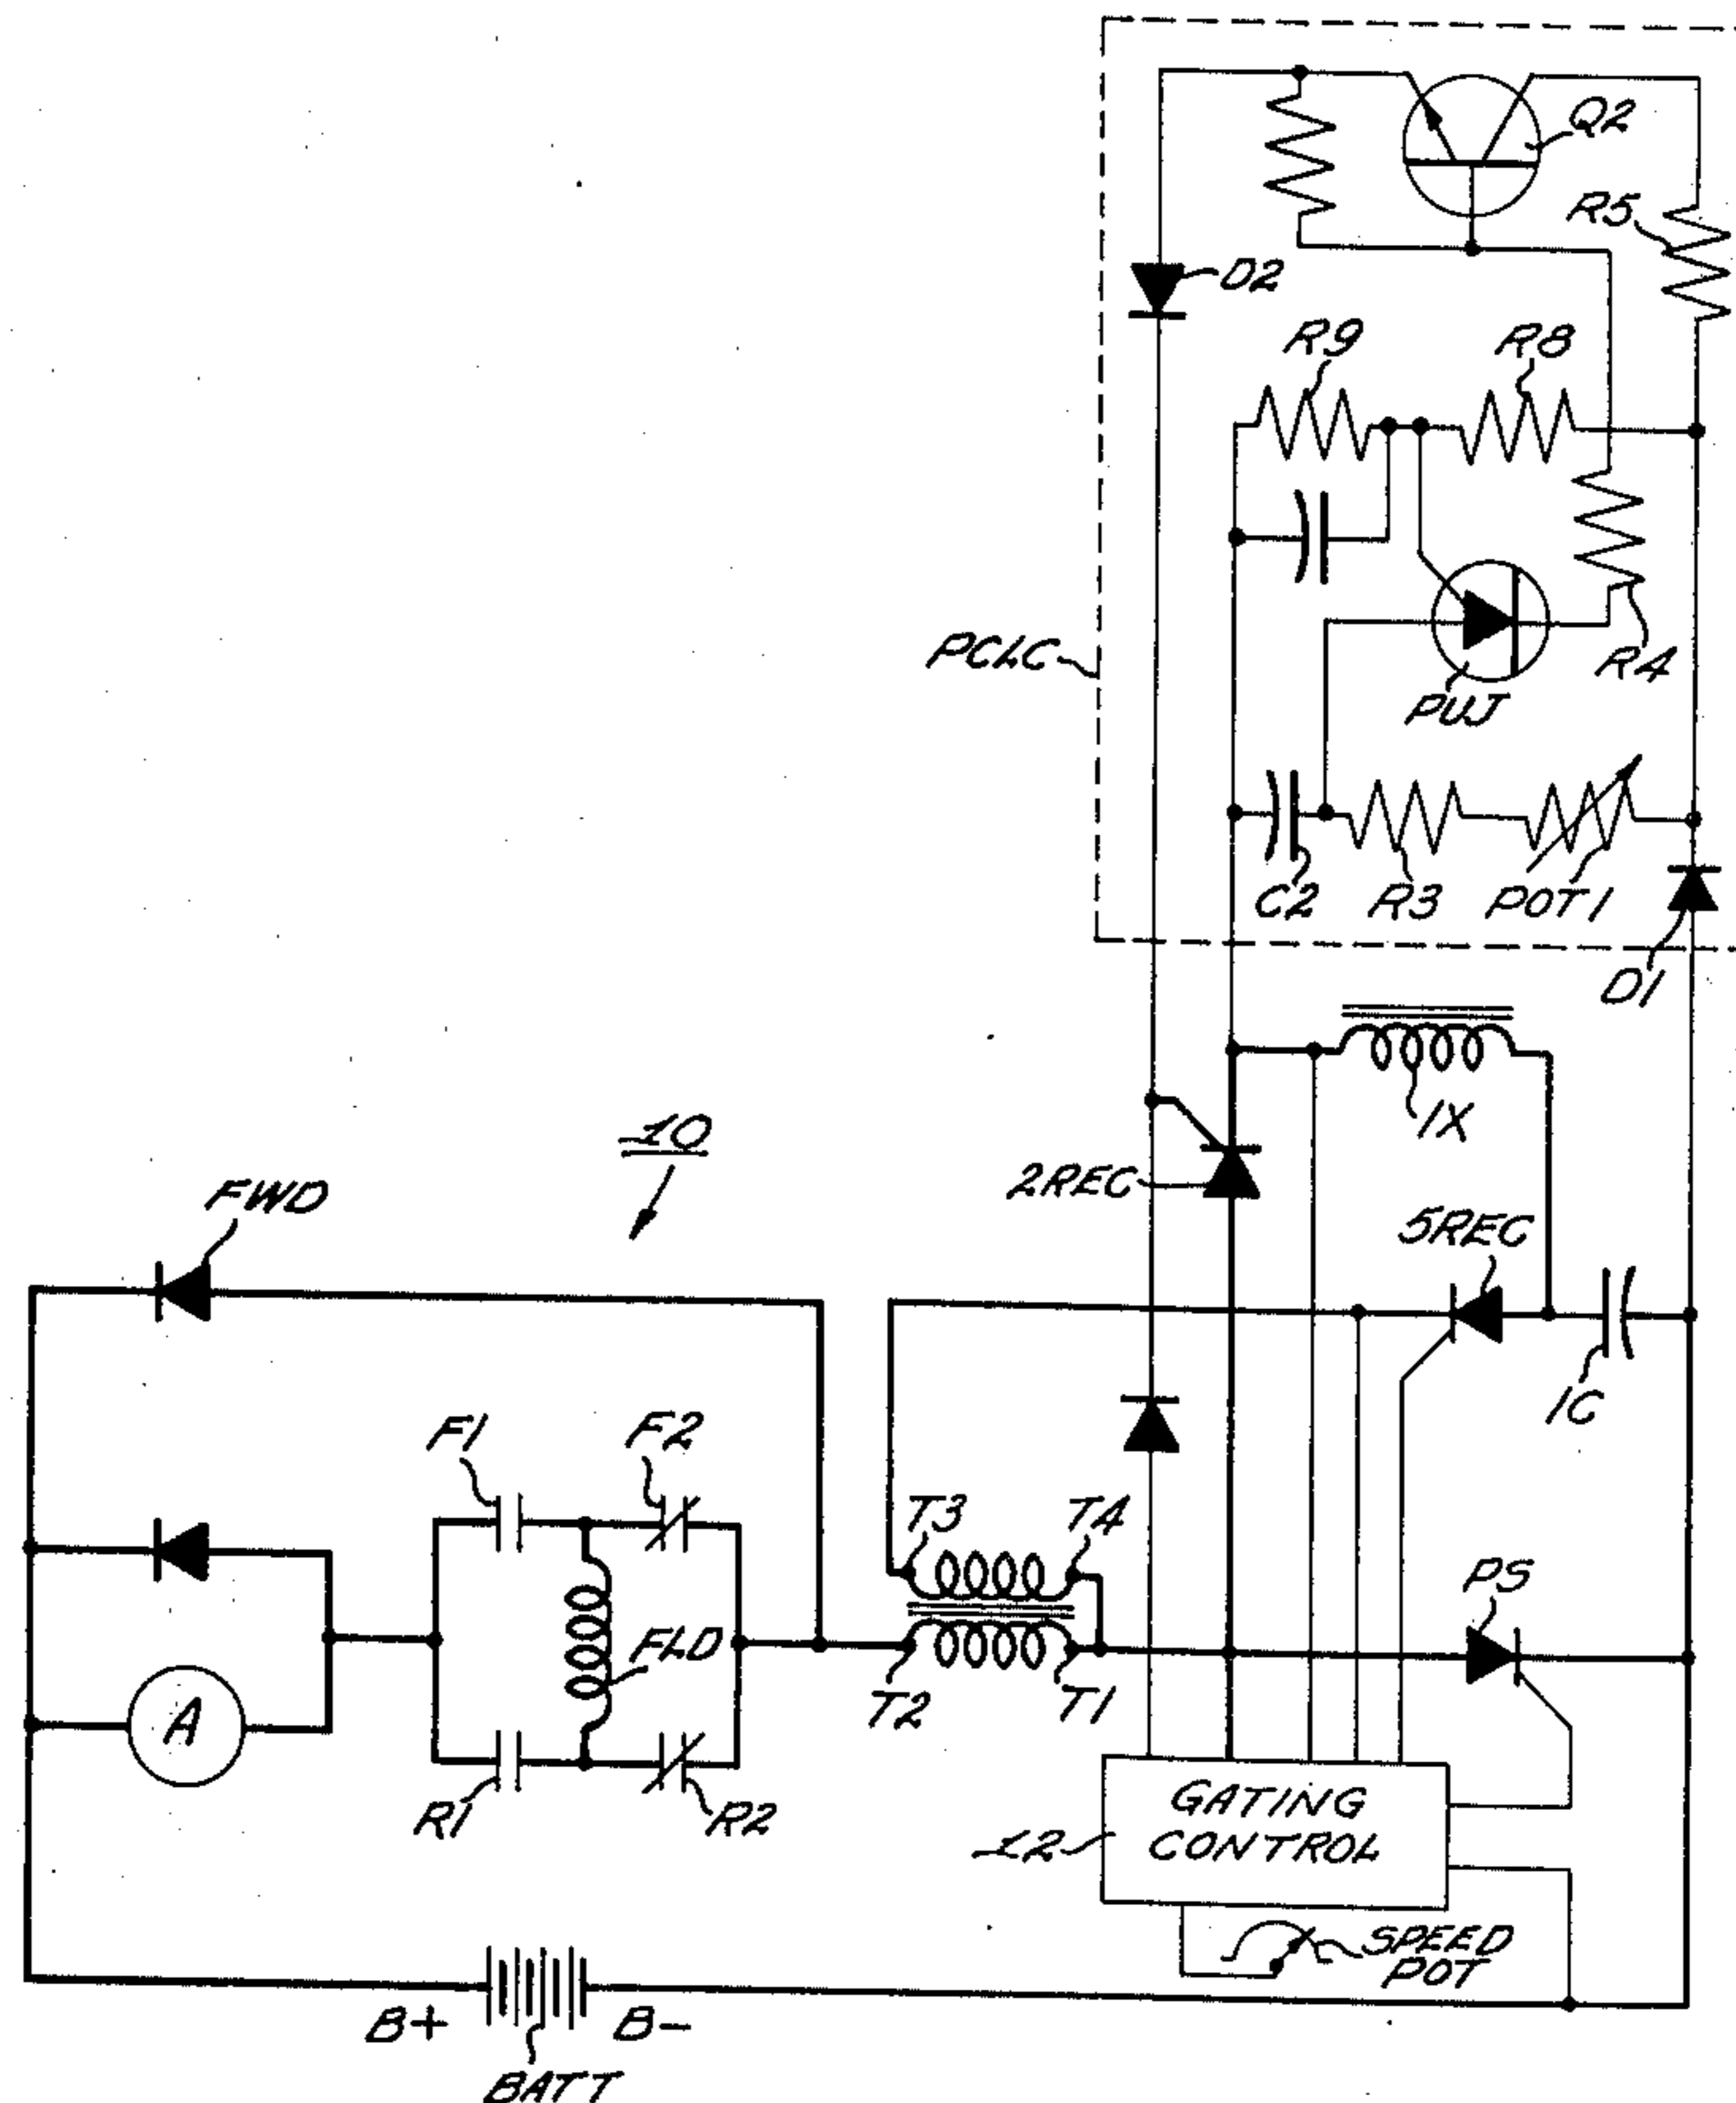 Q2
R5
D2
R9
R8
PCLC
R4
PUJ
C2
R3
POT1
D1
1X
10
2REC
FWD
5REC
1C
F1
F2
T3
T4
PS
FLD
T2
T1
A
R1
R2
GATING
CONTROL
12
SPEED
POT
B+
B-
BATT